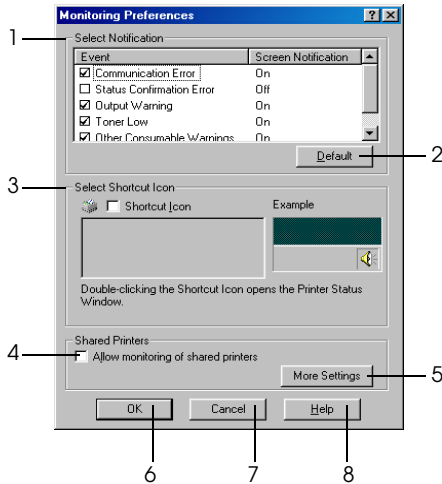 Monitoring Preferences
1
Select Notification
Event Screen Notification
Communication Error On
Status Confirmation Error Off
Output Warning On
Toner Low On
Other Consumable Warnings On
Default
2
3
Select Shortcut Icon
Shortcut Icon
Example
Double-clicking the Shortcut Icon opens the Printer Status
Window.
Shared Printers
4
Allow monitoring of shared printers
More Settings
5
OK Cancel Help
6 7 8